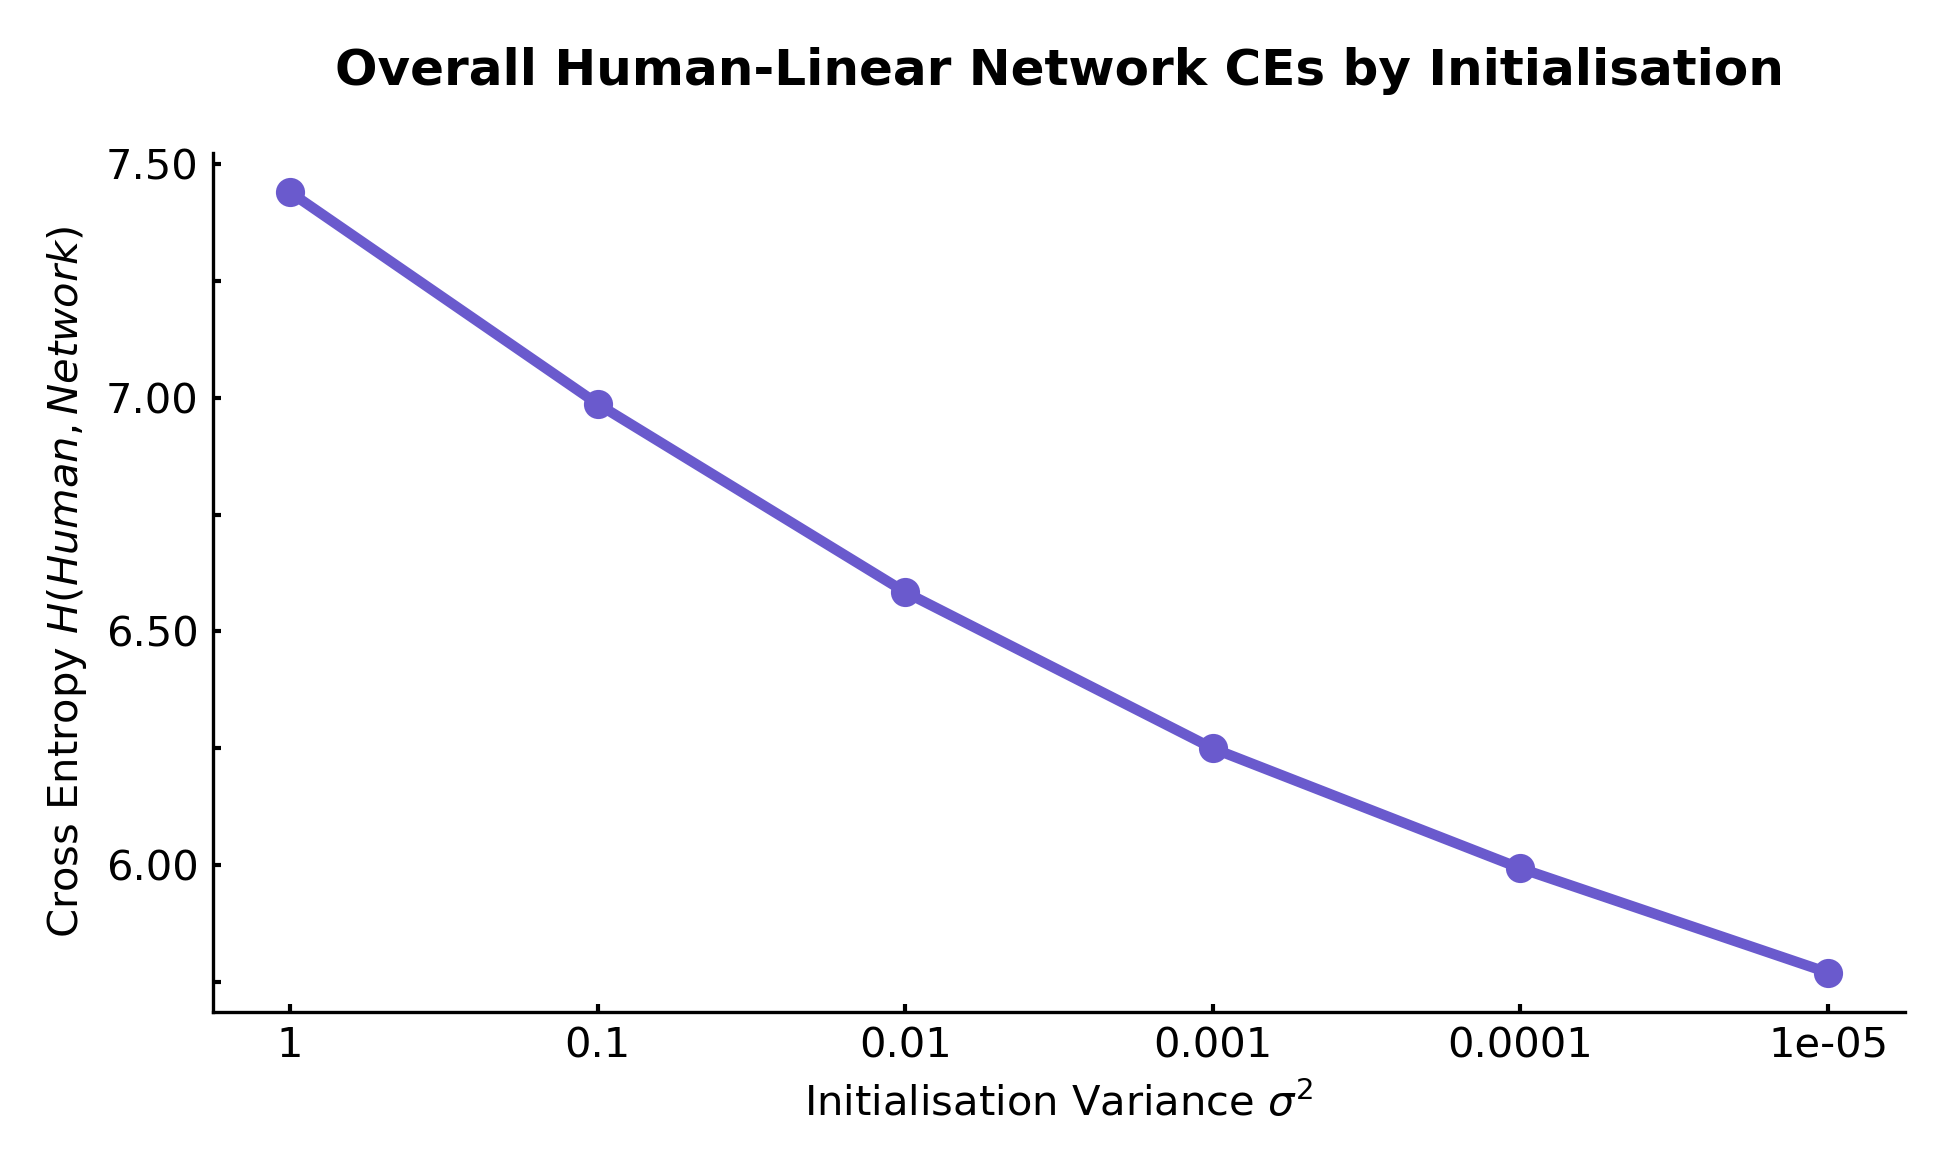 Overall Human-Linear Network CEs by Initialisation
7.50
7.00
6.50
6.00
Cross Entropy H(Human, Network)
1 0.1 0.01 0.001 0.0001 1e-05
Initialisation Variance σ²